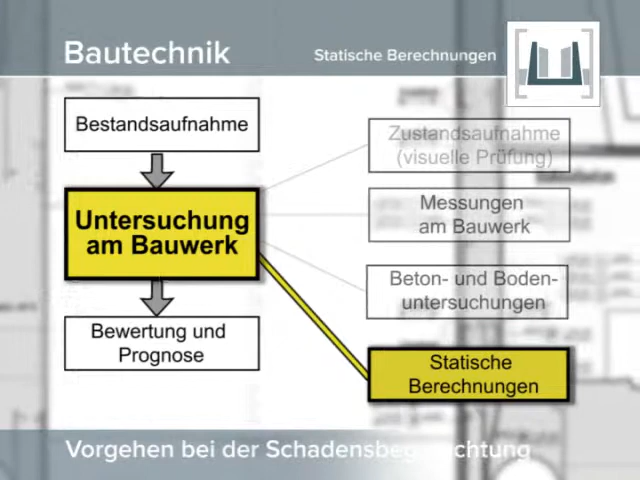 Bautechnik
Statische Berechnungen
Bestandsaufnahme
Untersuchung
am Bauwerk
Bewertung und
Prognose
Zustandsaufnahme
(visuelle Prüfung)
Messungen
am Bauwerk
Beton- und Boden-
untersuchungen
Statische
Berechnungen
Vorgehen bei der